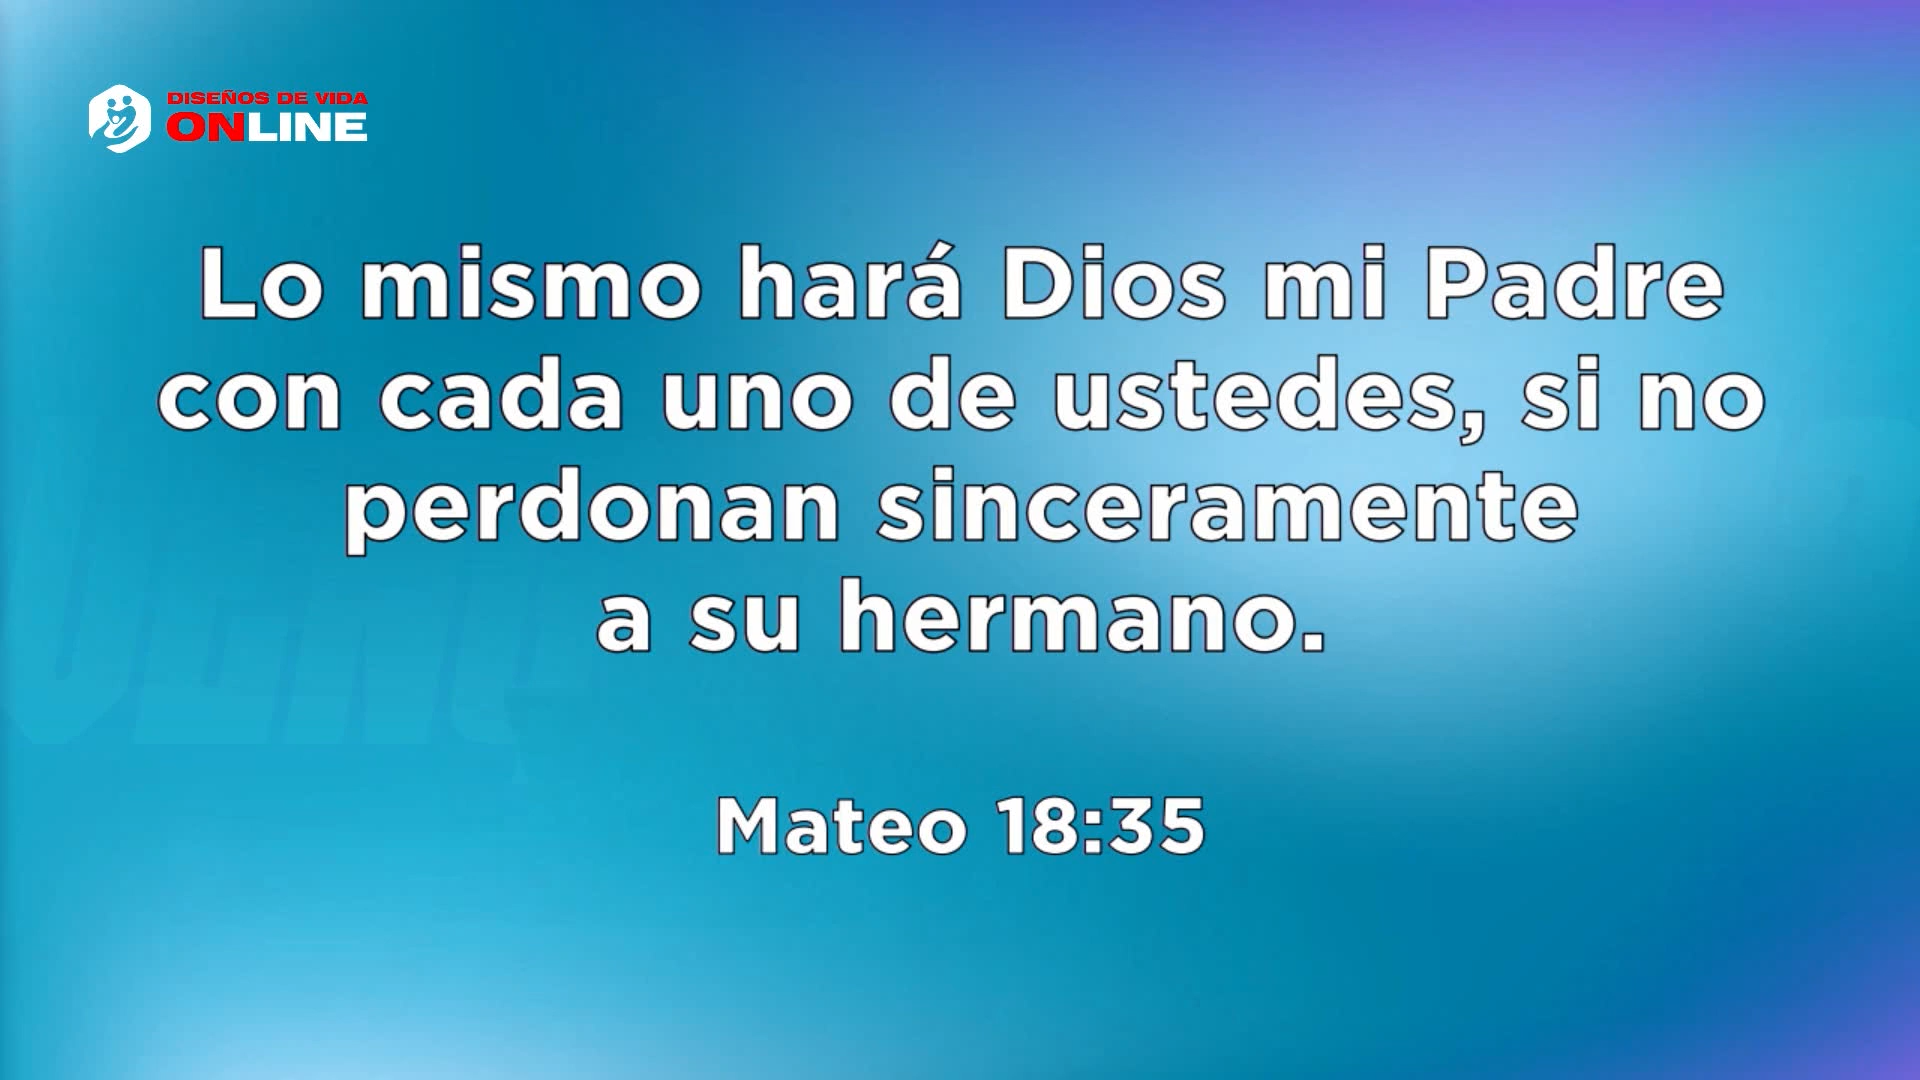 DISEÑOS DE VIDA
ONLINE
Lo mismo hará Dios mi Padre
con cada uno de ustedes, si no
perdonan sinceramente
a su hermano.
Mateo 18:35